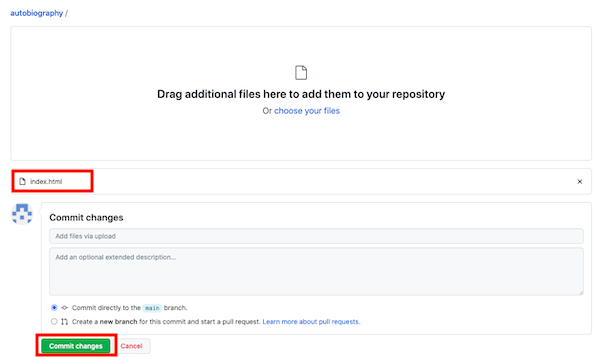 autobiography /
Drag additional files here to add them to your repository
Or choose your files
index.html
Commit changes
Add files via upload
Add an optional extended description...
Commit directly to the main branch.
Create a new branch for this commit and start a pull request. Learn more about pull requests.
Commit changes Cancel